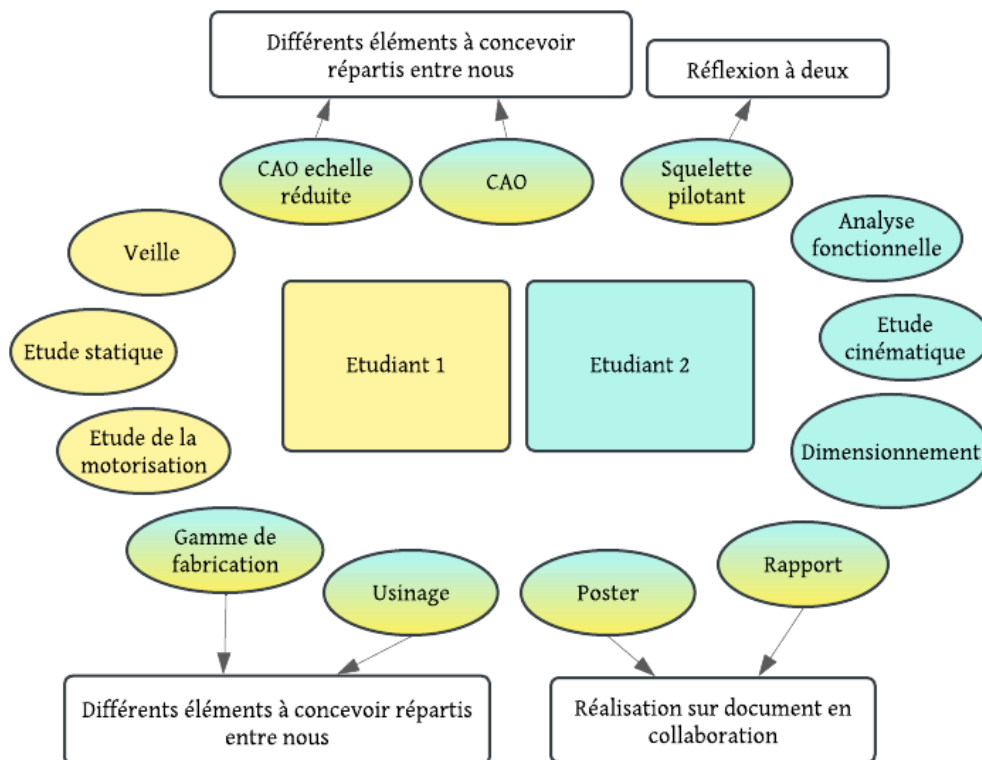 Différents éléments à concevoir
répartis entre nous
Réflexion à deux
CAO echelle
réduite
CAO
Squelette
pilotant
Veille
Analyse
fonctionnelle
Etude statique
Etudiant 1
Etudiant 2
Etude
cinématique
Etude de la
motorisation
Dimensionnement
Gamme de
fabrication
Usinage
Poster
Rapport
Différents éléments à concevoir répartis
entre nous
Réalisation sur document en
collaboration